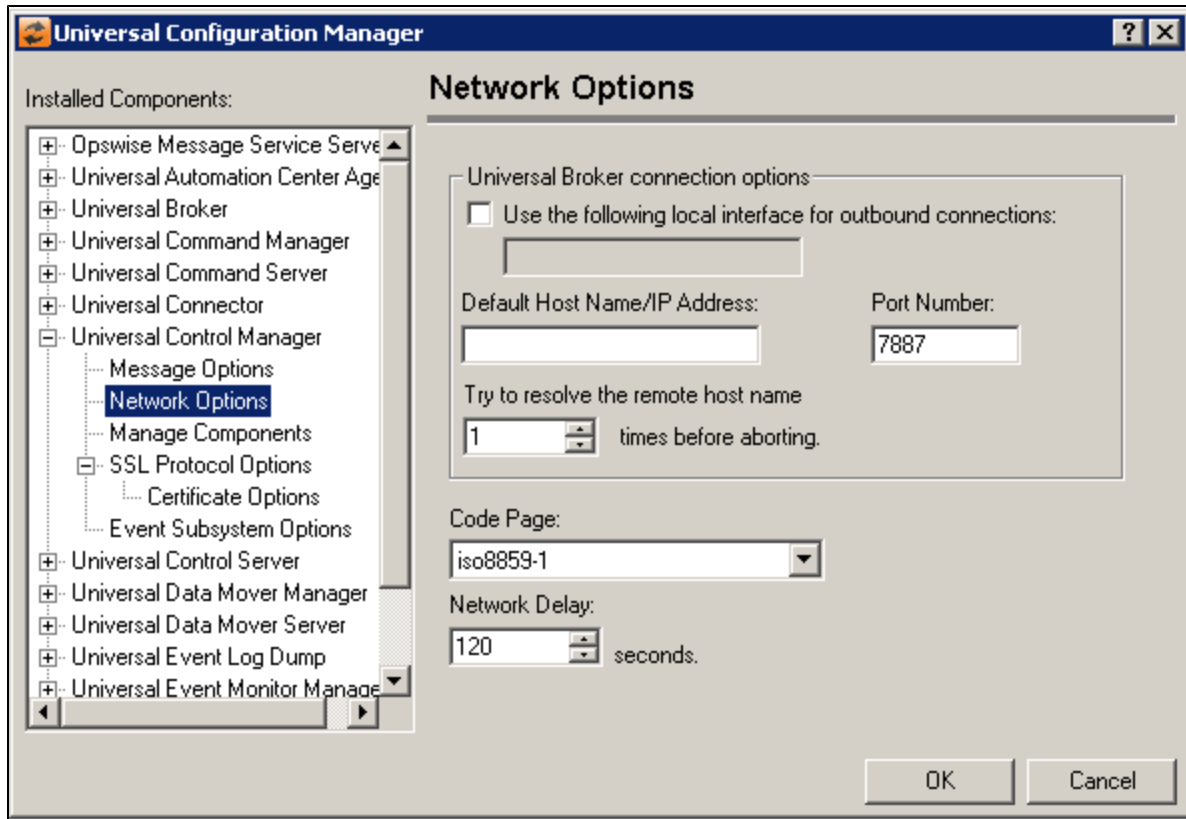 Universal Configuration Manager
Installed Components:
Opswise Message Service Serve
Universal Automation Center Age
Universal Broker
Universal Command Manager
Universal Command Server
Universal Connector
Universal Control Manager
Message Options
Network Options
Manage Components
SSL Protocol Options
Certificate Options
Event Subsystem Options
Universal Control Server
Universal Data Mover Manager
Universal Data Mover Server
Universal Event Log Dump
Universal Event Monitor Manage
Network Options
Universal Broker connection options
Use the following local interface for outbound connections:
Default Host Name/IP Address: Port Number:
7887
Try to resolve the remote host name
1 times before aborting.
Code Page:
iso8859-1
Network Delay:
120 seconds.
OK Cancel